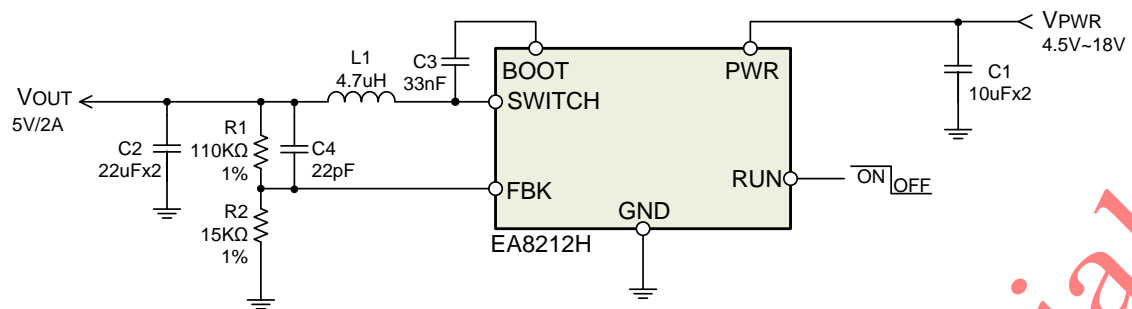 VPWR
4.5V~18V
C1
10uFx2
BOOT
PWR
C3
33nF
L1
4.7uH
SWITCH
VOUT
5V/2A
C2
22uFx2
R1
110KΩ
1%
C4
22pF
FBK
RUN
ON
OFF
GND
R2
15KΩ
1%
EA8212H